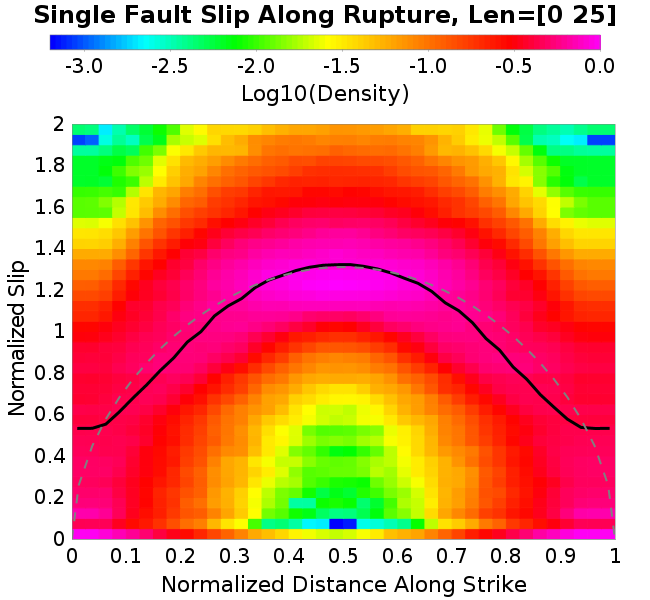 Single Fault Slip Along Rupture, Len=[0 25]
-3.0 -2.5 -2.0 -1.5 -1.0 -0.5 0.0
Log10(Density)
2
1.8
1.6
1.4
1.2
1
0.8
0.6
0.4
0.2
0
Normalized Slip
0 0.1 0.2 0.3 0.4 0.5 0.6 0.7 0.8 0.9 1
Normalized Distance Along Strike